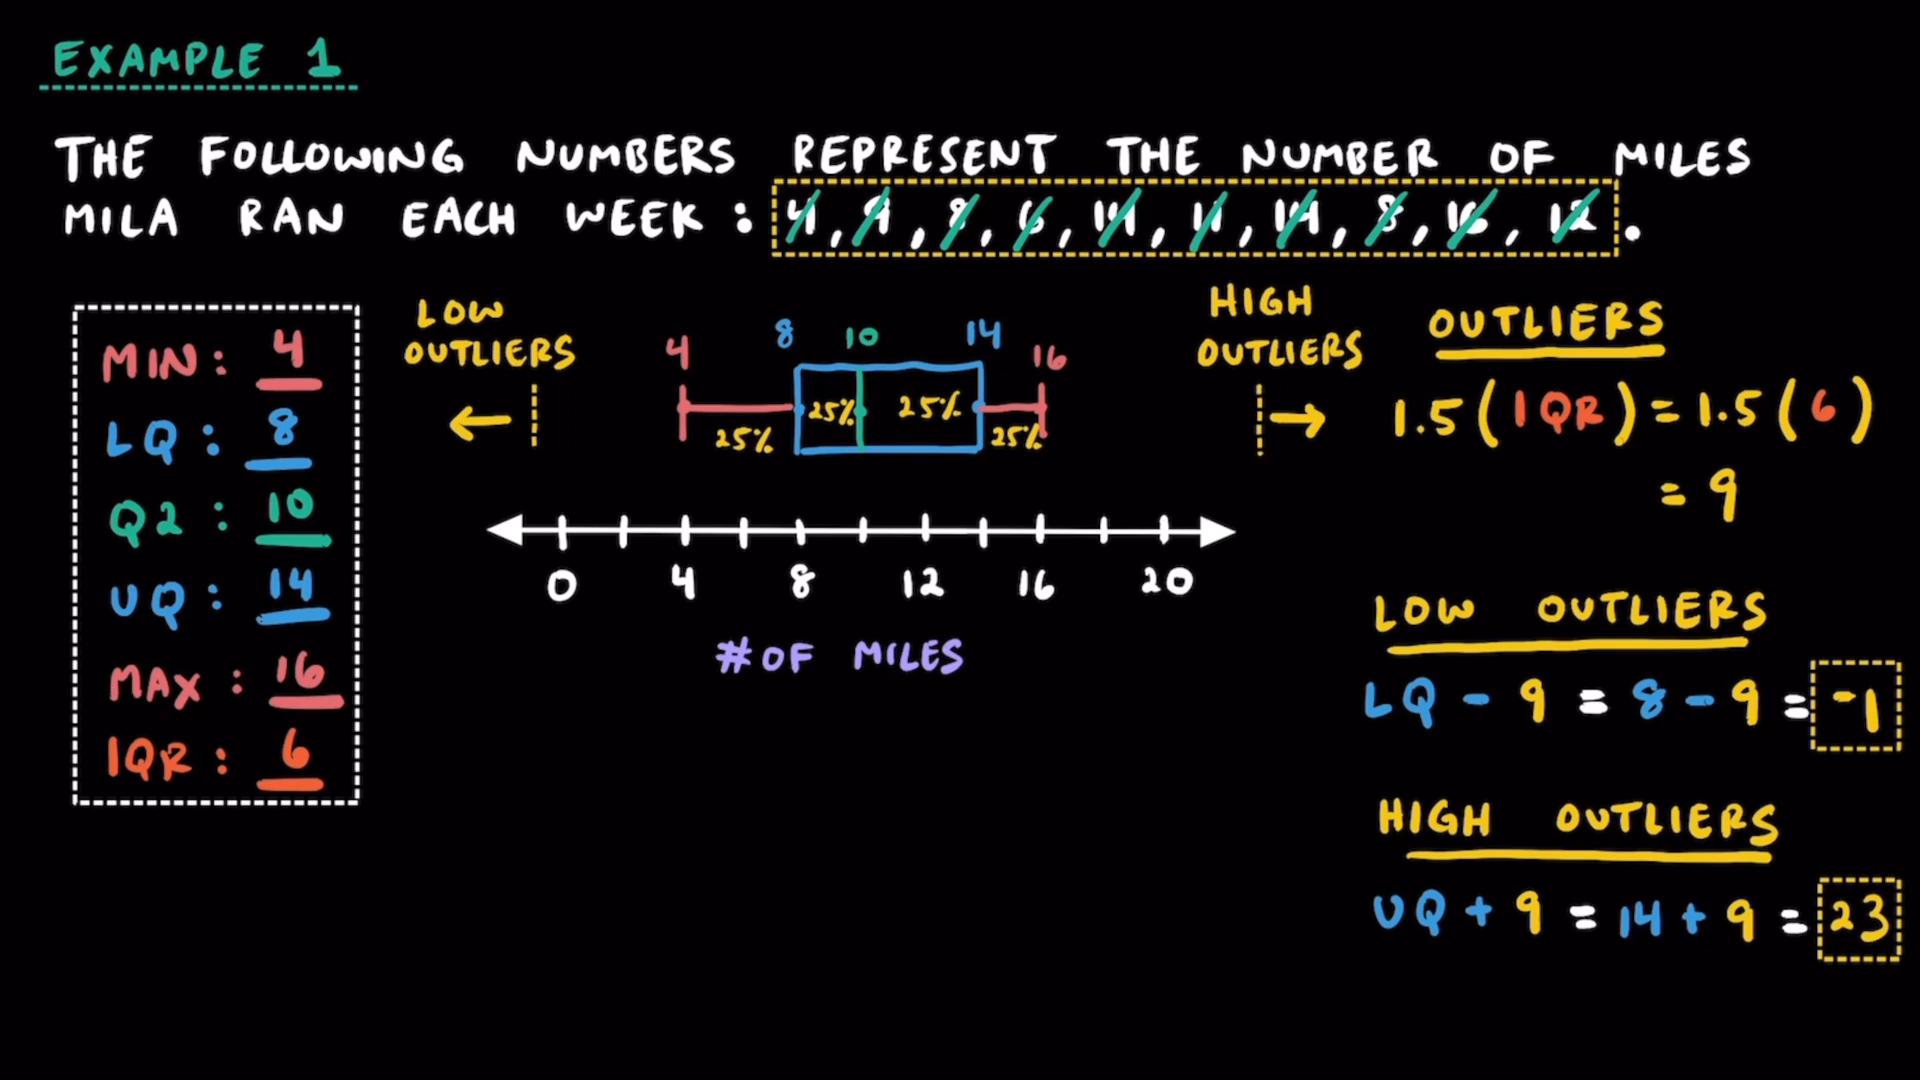 EXAMPLE 1
THE FOLLOWING NUMBERS REPRESENT THE NUMBER OF MILES
MILA RAN EACH WEEK: 4, 9, 8, 6, 14, 11, 14, 8, 16, 12.
MIN: 4
LQ: 8
Q2: 10
UQ: 14
MAX: 16
IQR: 6
LOW
OUTLIERS
4 8 10 14 16
25% 25% 25% 25%
HIGH
OUTLIERS
0 4 8 12 16 20
# OF MILES
OUTLIERS
1.5(IQR) = 1.5(6)
= 9
LOW OUTLIERS
LQ - 9 = 8 - 9 = -1
HIGH OUTLIERS
UQ + 9 = 14 + 9 = 23